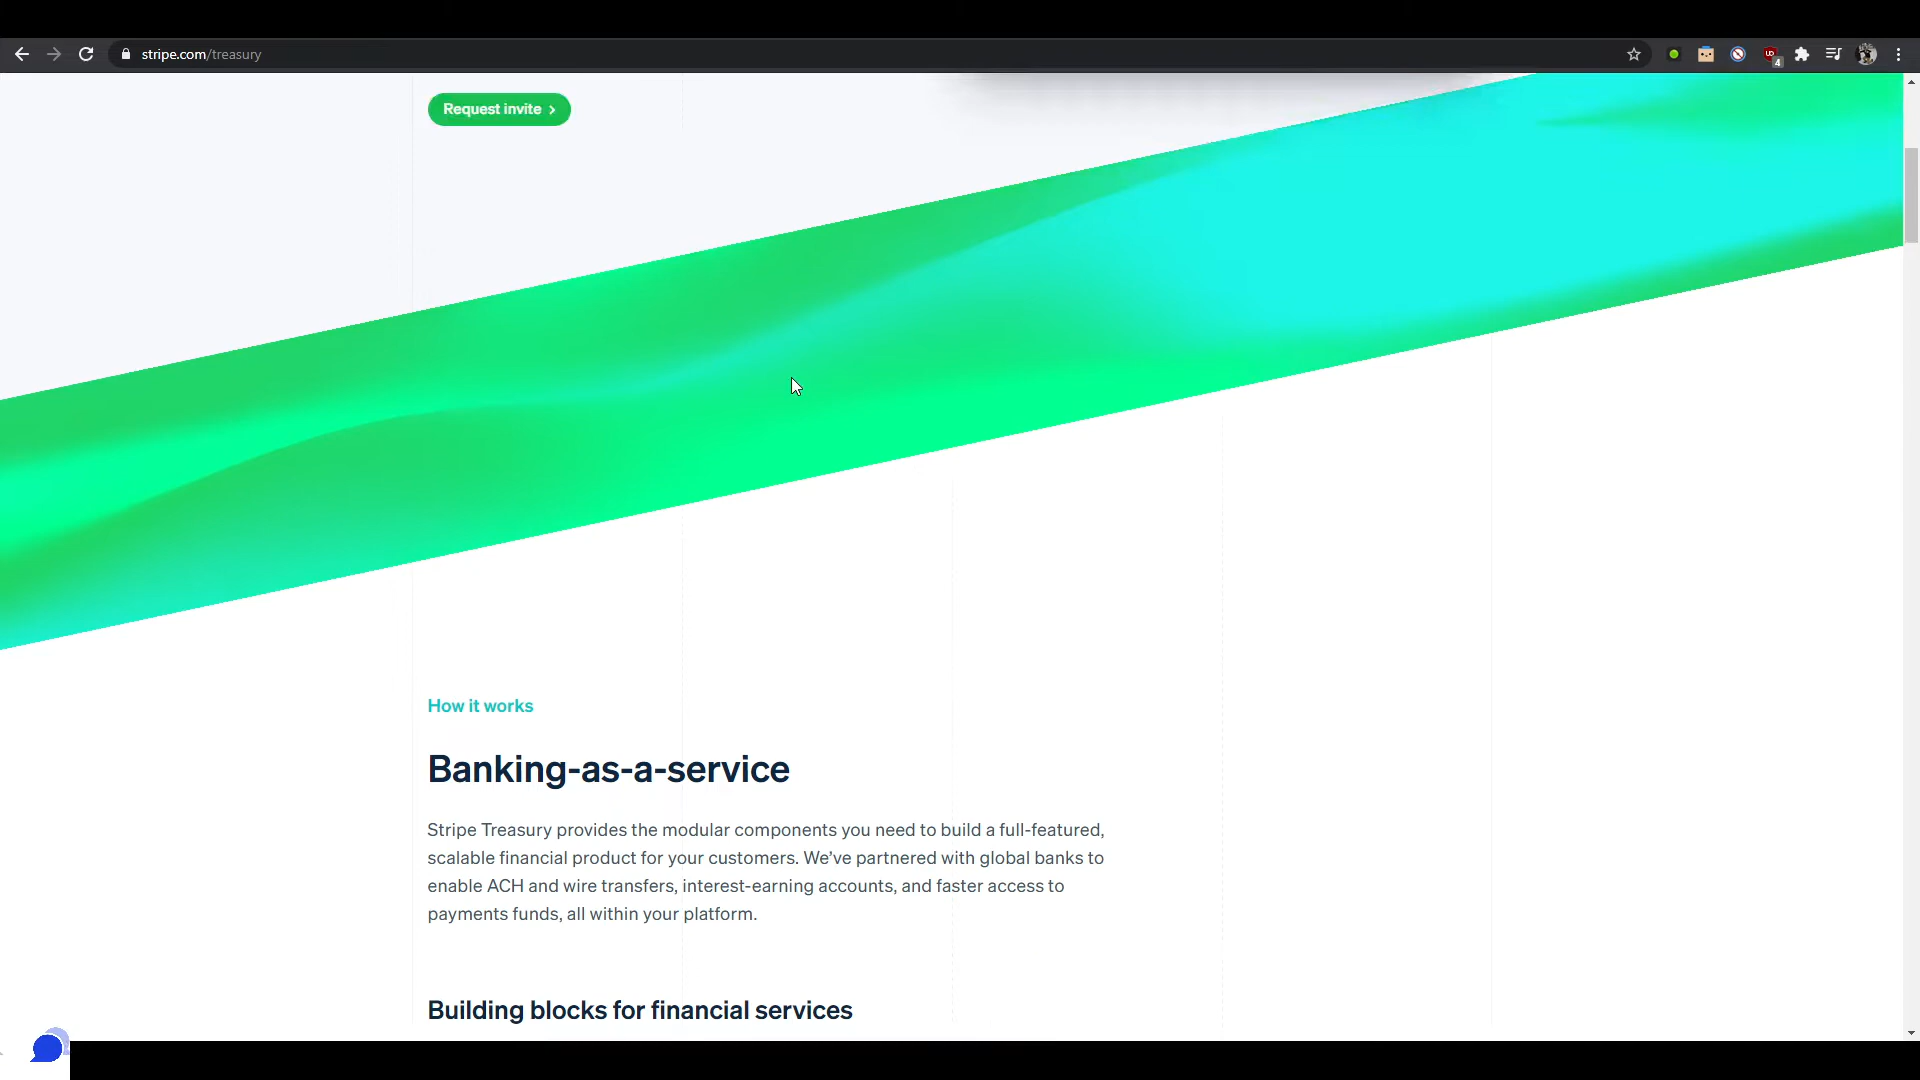 stripe.com/treasury
4
Request invite
How it works
Banking-as-a-service
Stripe Treasury provides the modular components you need to build a full-featured,
scalable financial product for your customers. We’ve partnered with global banks to
enable ACH and wire transfers, interest-earning accounts, and faster access to
payments funds, all within your platform.
Building blocks for financial services